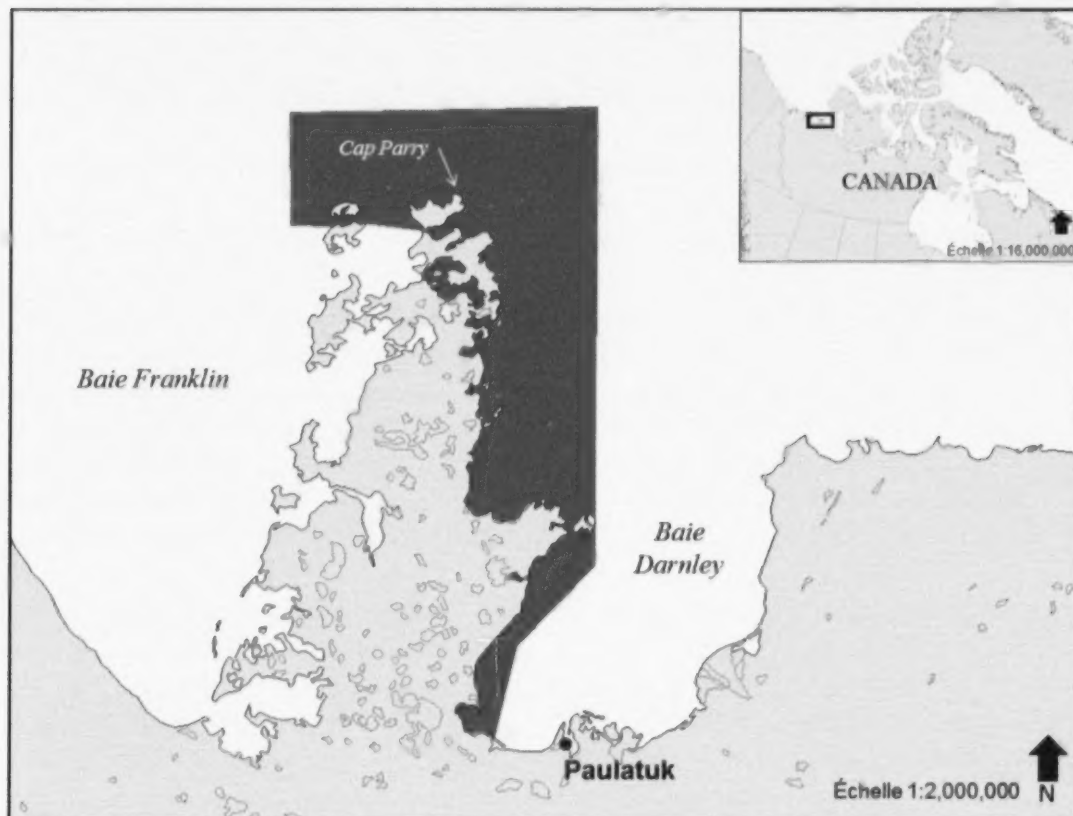 Cap Parry
CANADA
Échelle 1:16,000,000
Baie Franklin
Baie
Darnley
Paulatuk
Échelle 1:2,000,000
N